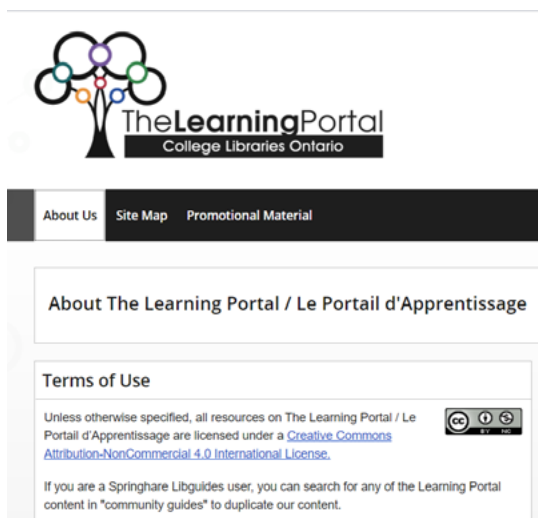 TheLearningPortal
College Libraries Ontario
About Us Site Map Promotional Material
About The Learning Portal / Le Portail d'Apprentissage
Terms of Use
Unless otherwise specified, all resources on The Learning Portal / Le
Portail d'Apprentissage are licensed under a Creative Commons
Attribution-NonCommercial 4.0 International License.
cc
BY NC
If you are a Springhare Libguides user, you can search for any of the Learning Portal
content in "community guides" to duplicate our content.